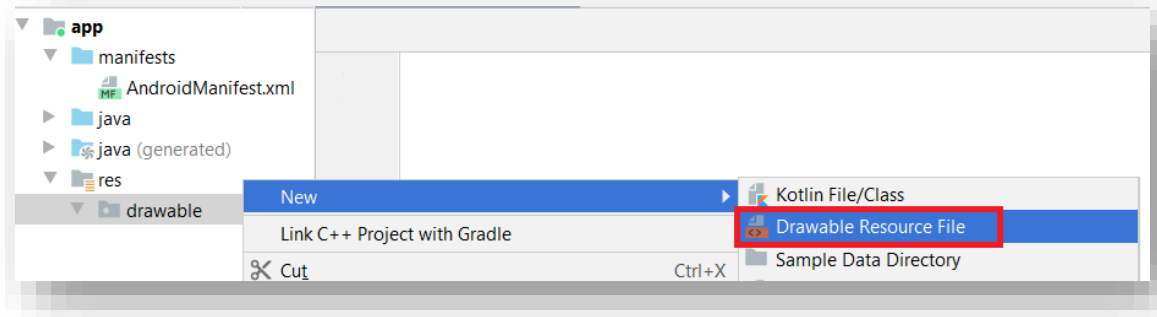 app
manifests
MF AndroidManifest.xml
java
java (generated)
res
drawable
New
Link C++ Project with Gradle
Cut Ctrl+X
Kotlin File/Class
Drawable Resource File
Sample Data Directory